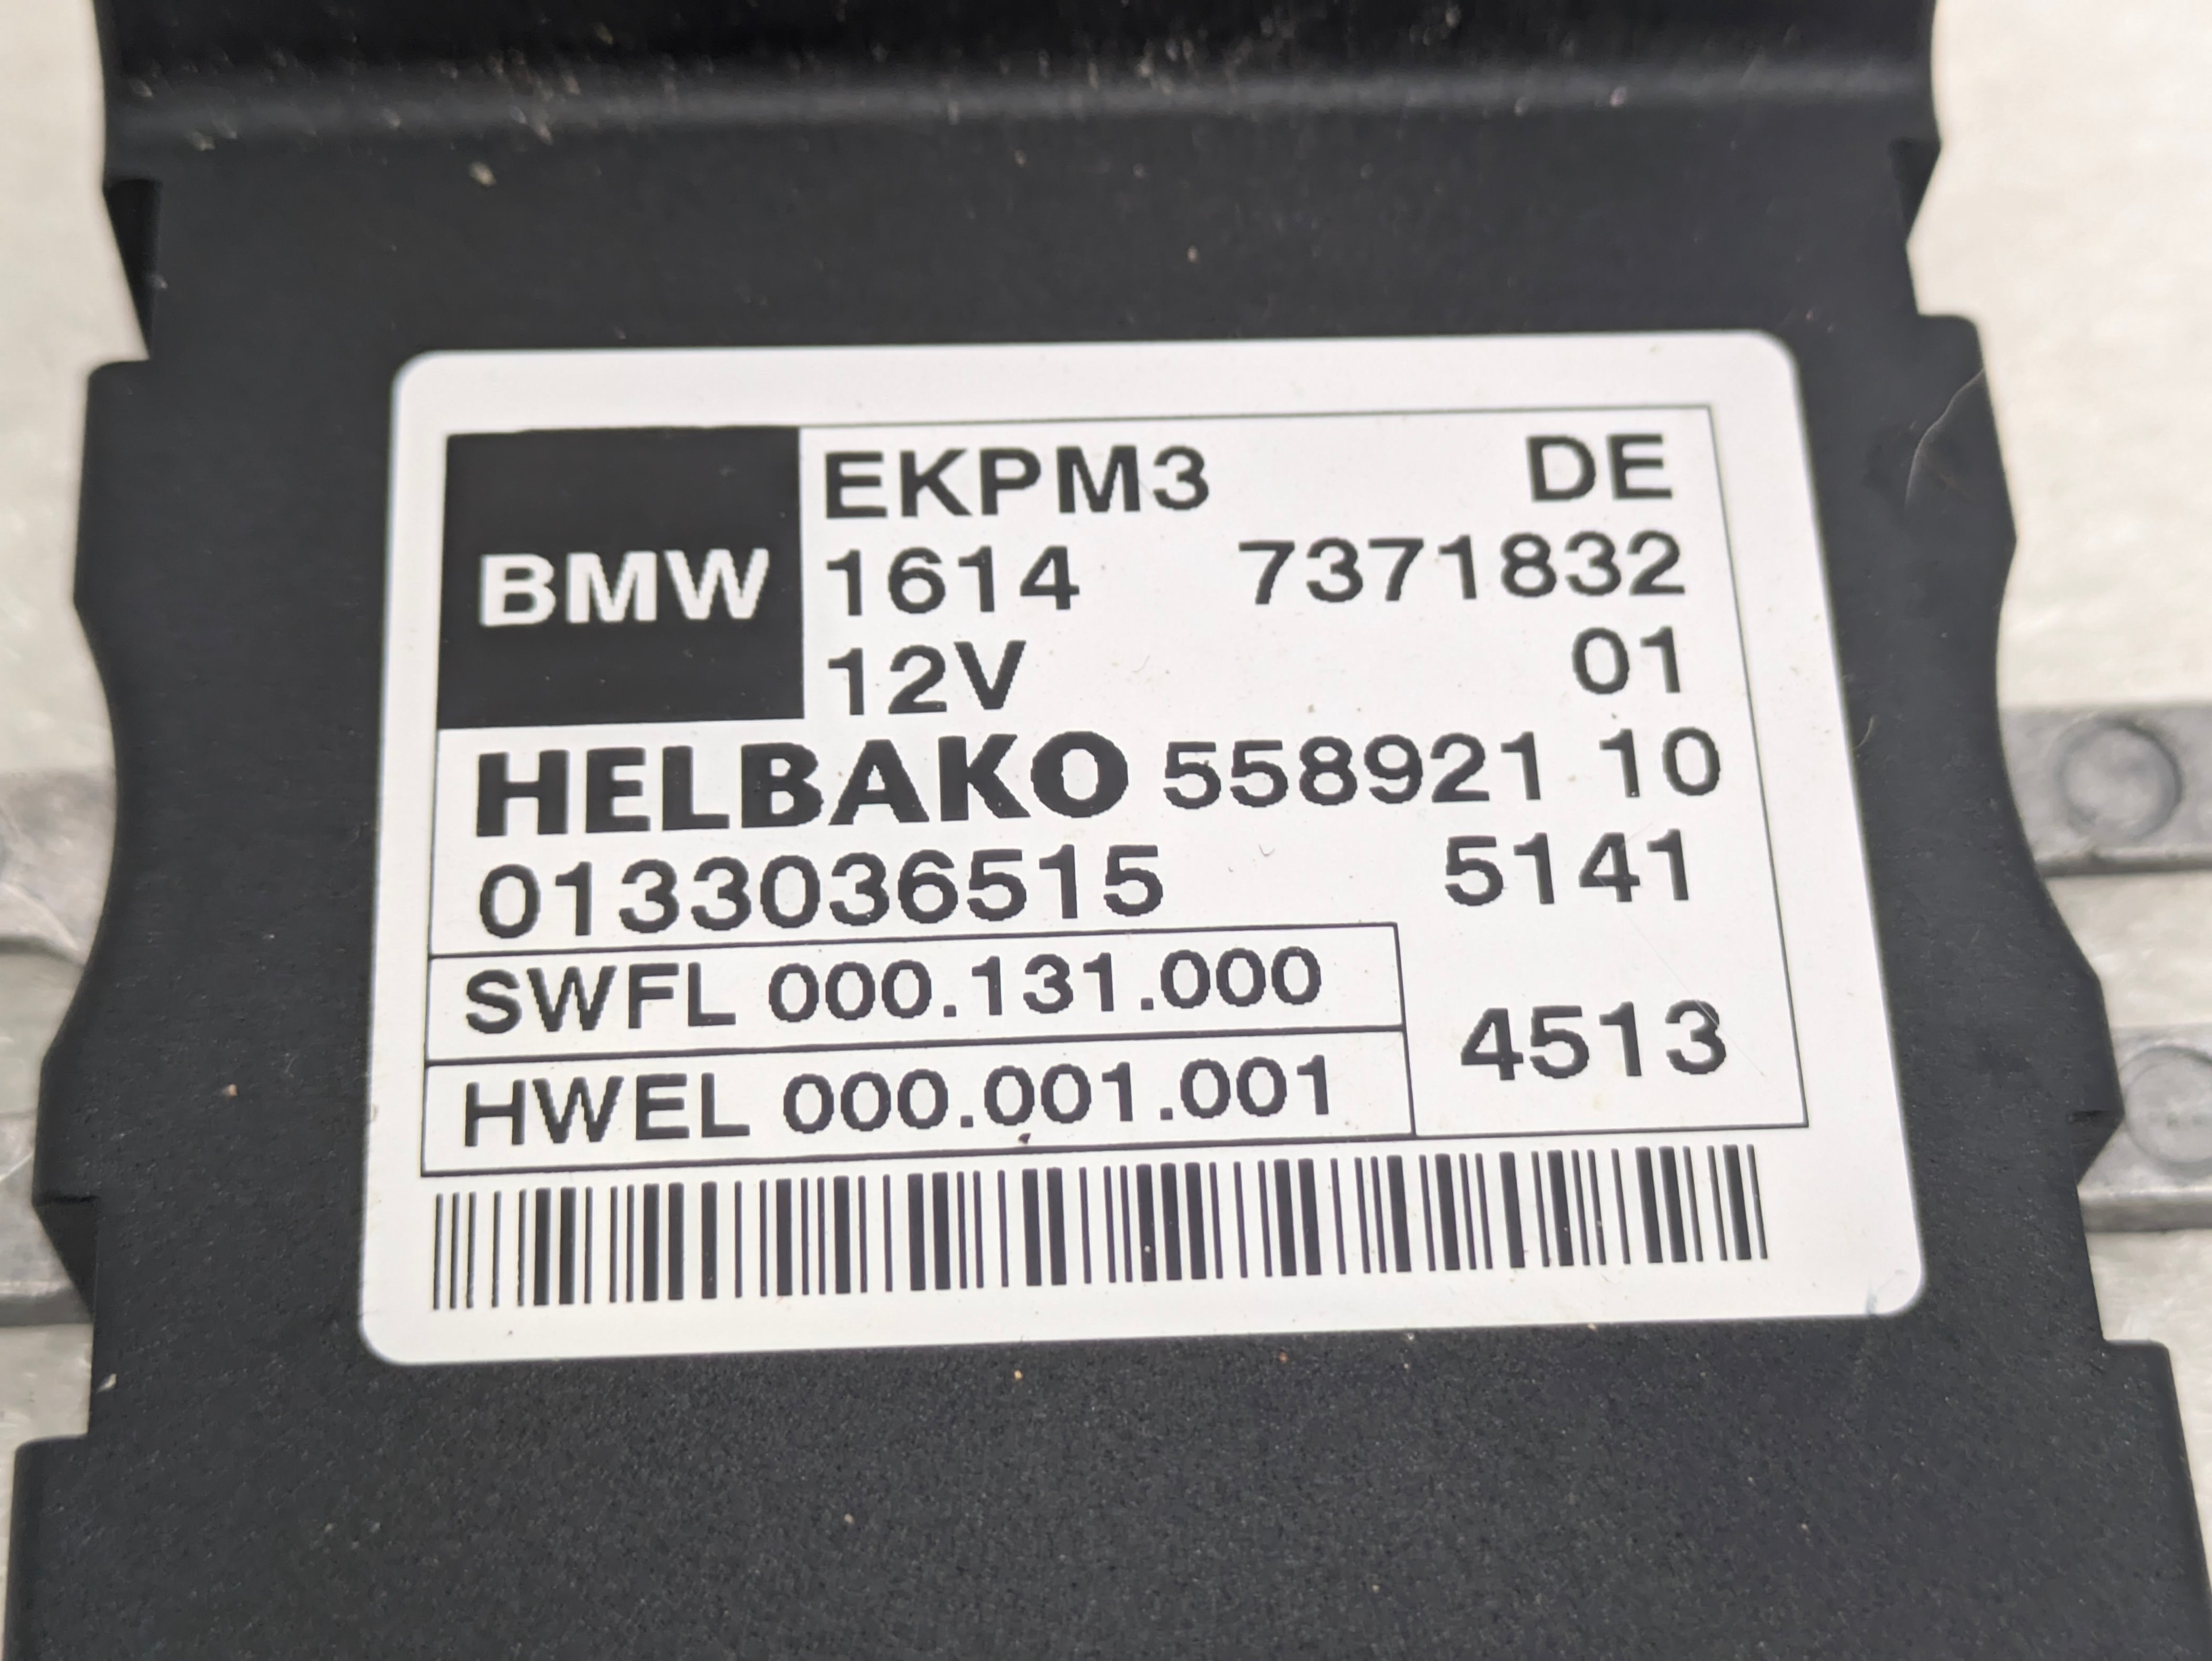 EKPM3 DE
BMW 1614 7371832
12V 01
HELBAKO 558921 10
0133036515 5141
SWFL 000.131.000
4513
HWEL 000.001.001